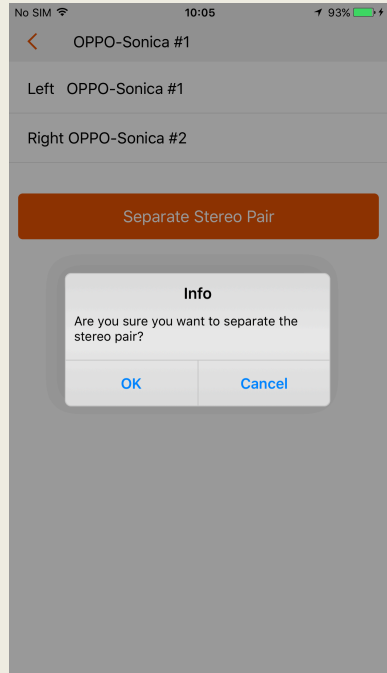 No SIM 10:05 93%
OPPO-Sonica #1
Left OPPO-Sonica #1
Right OPPO-Sonica #2
Separate Stereo Pair
Info
Are you sure you want to separate the
stereo pair?
OK Cancel